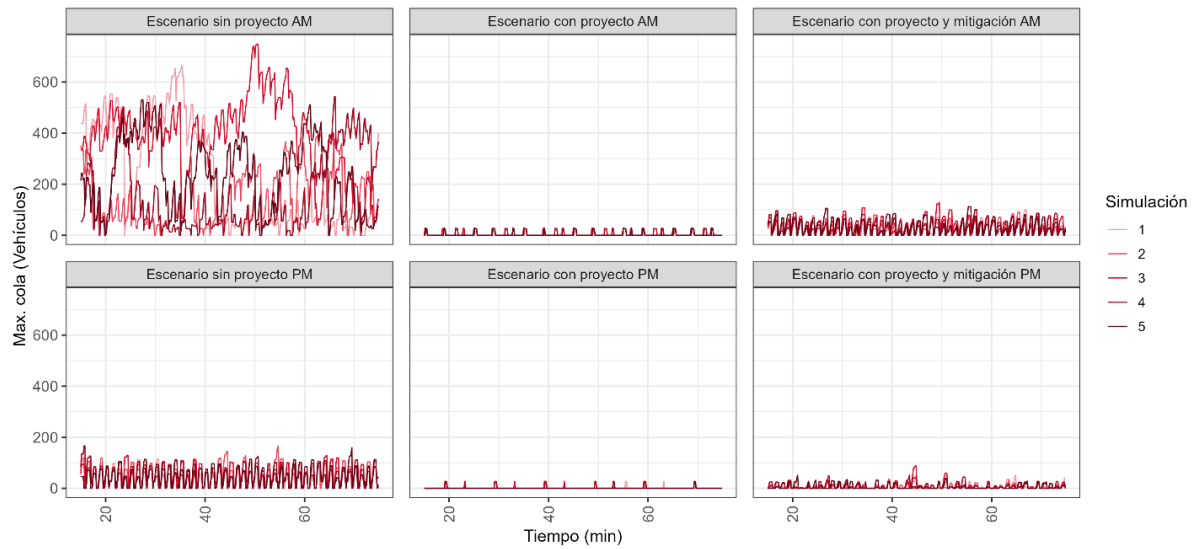 Escenario sin proyecto AM
Escenario con proyecto AM
Escenario con proyecto y mitigación AM
600
400
200
0
Escenario sin proyecto PM
Escenario con proyecto PM
Escenario con proyecto y mitigación PM
600
400
200
0
20
40
60
20
40
60
20
40
60
Max. cola (Vehículos)
Tiempo (min)
Simulación
1
2
3
4
5